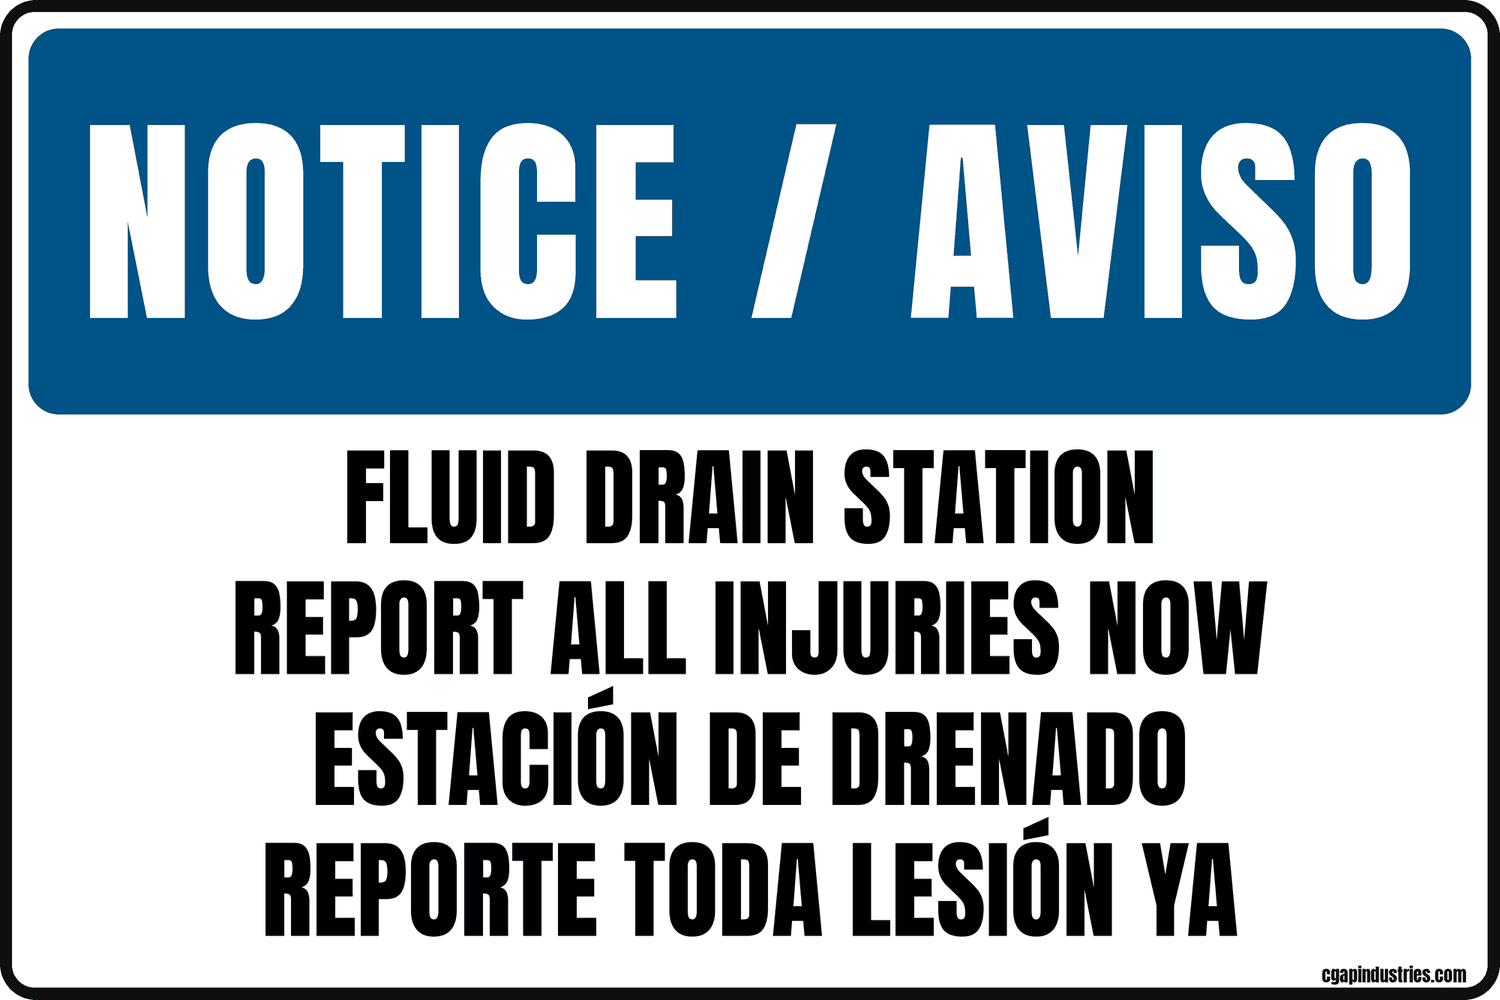 NOTICE / AVISO
FLUID DRAIN STATION
REPORT ALL INJURIES NOW
ESTACIÓN DE DRENADO
REPORTE TODA LESIÓN YA
cgapindustries.com